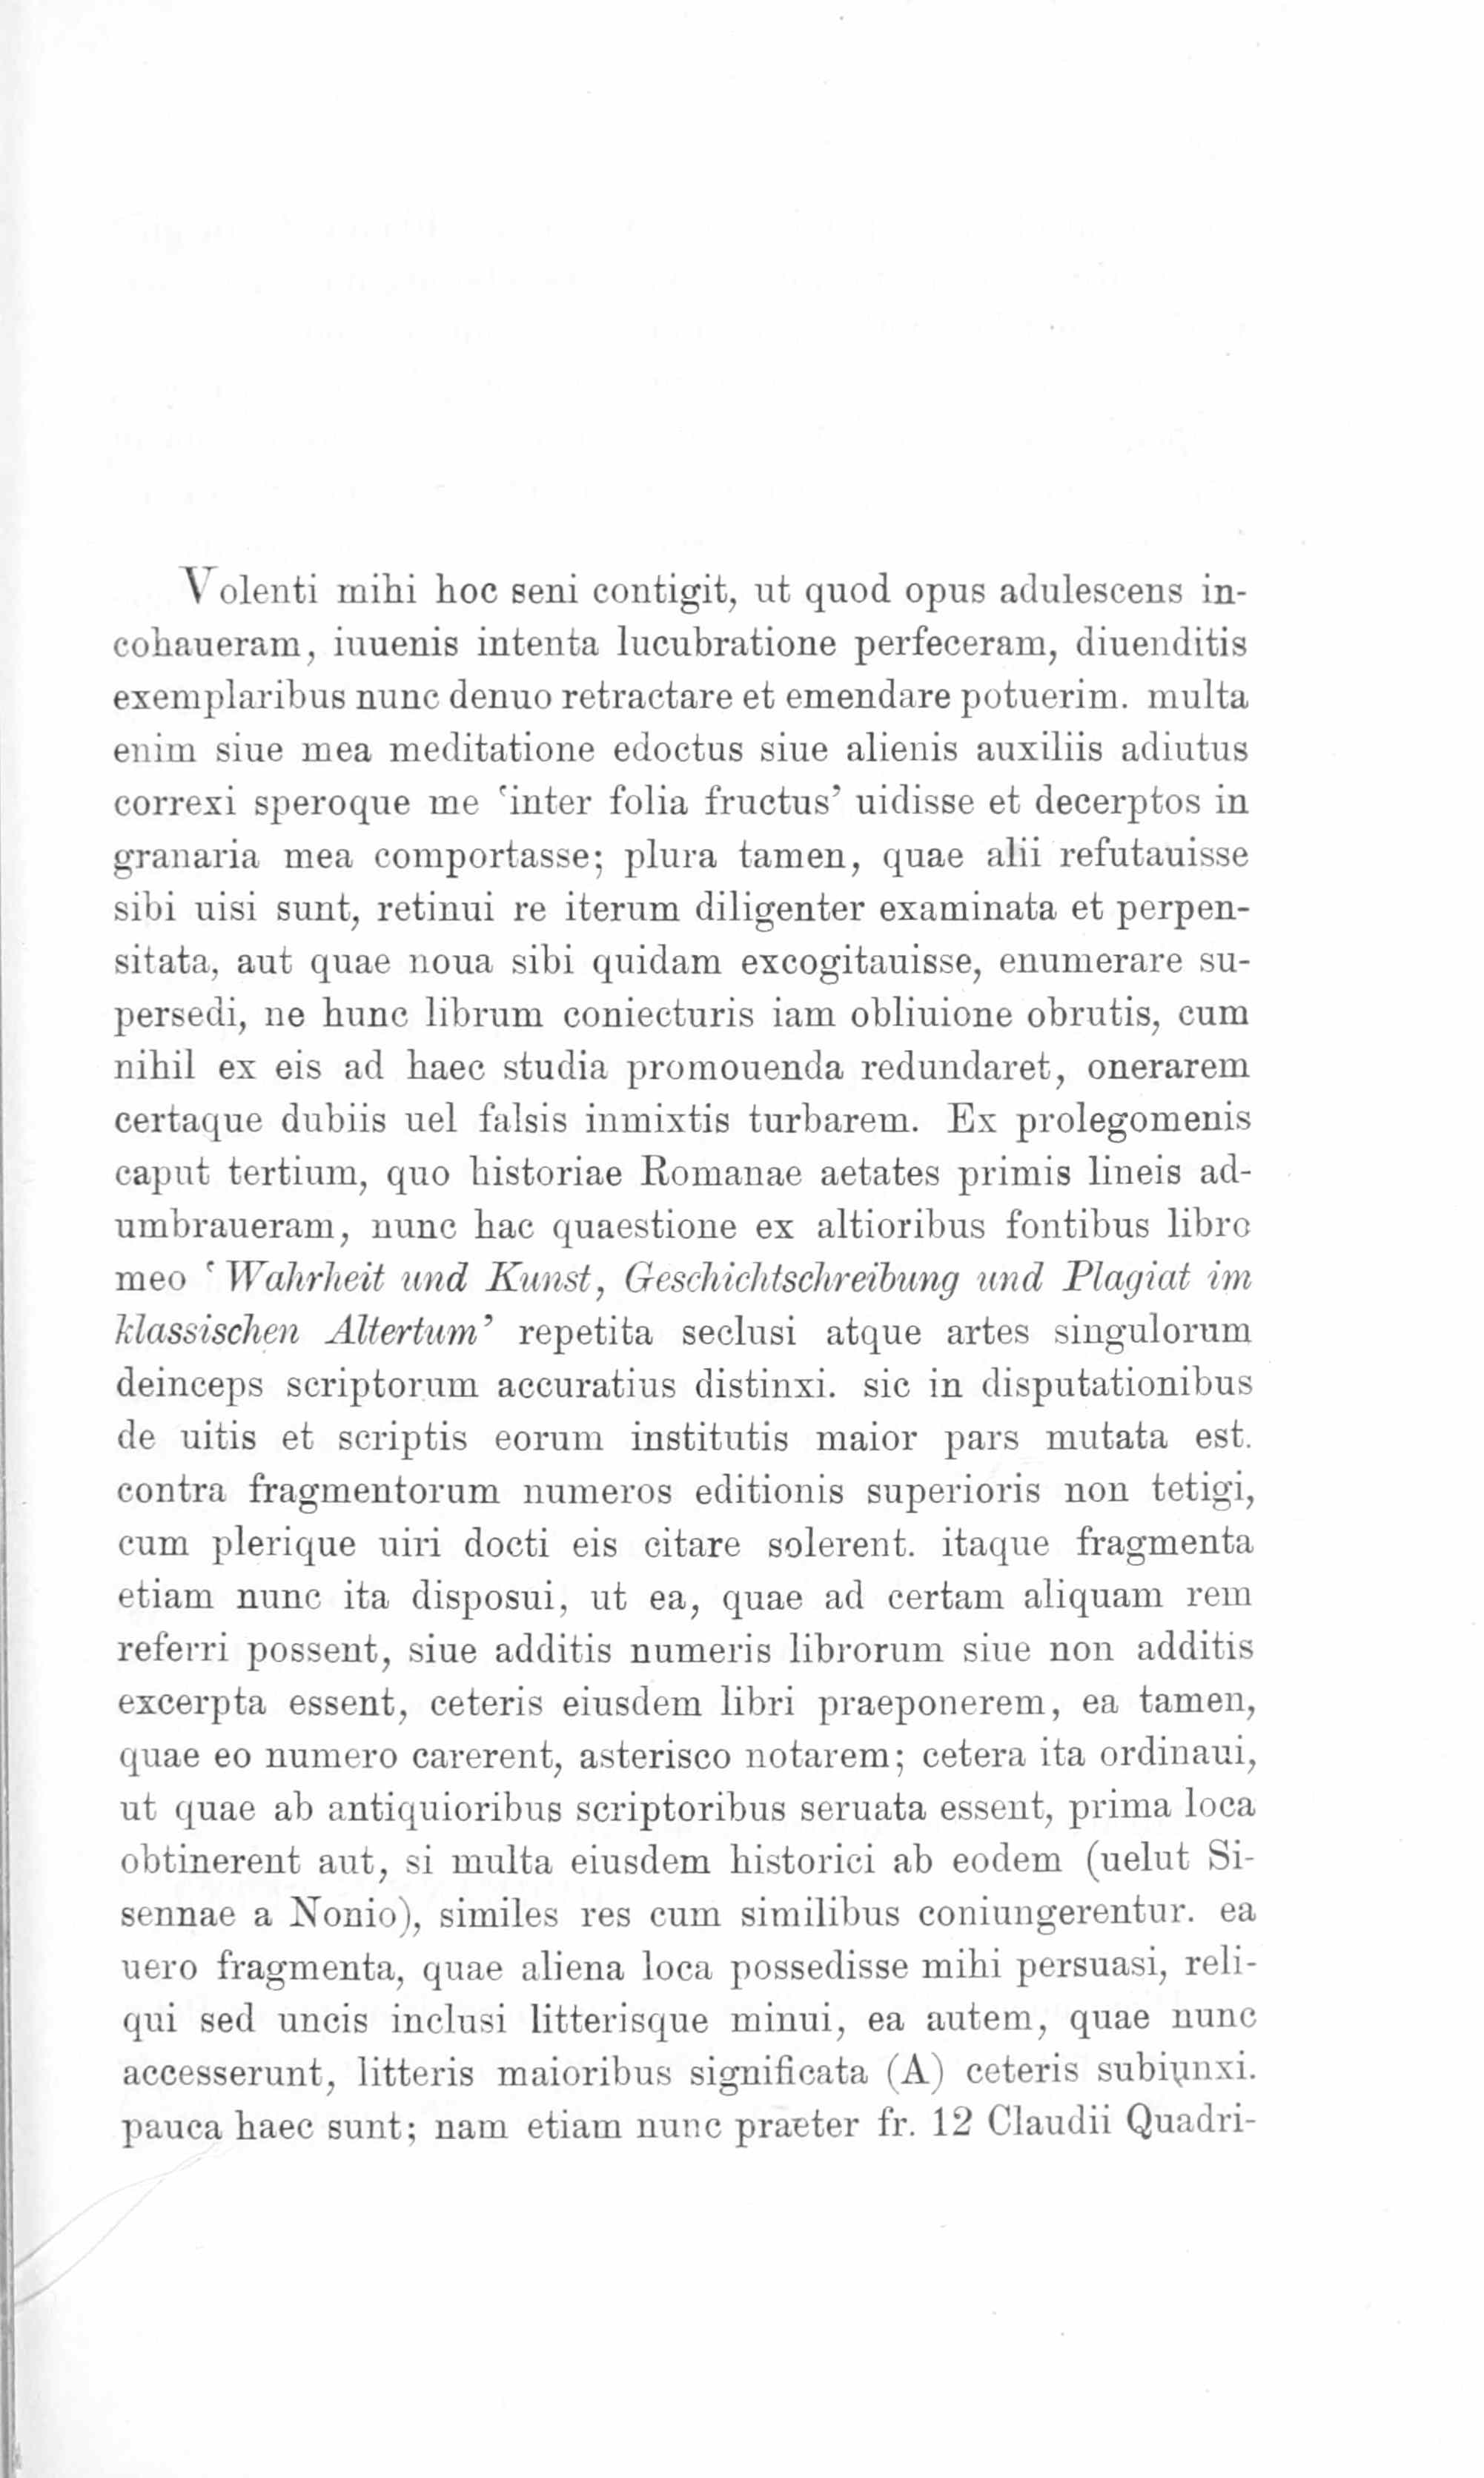 Volenti mihi hoc seni contigit, ut quod opus adulescens in-
cohaueram, iuuenis intenta lucubratione perfeceram, diuenditis
exemplaribus nunc denuo retractare et emendare potuerim. multa
enim siue mea meditatione edoctus siue alienis auxiliis adiutus
correxi speroque me ‘inter folia fructus’ uidisse et decerptos in
granaria mea comportasse; plura tamen, quae alii refutauisse
sibi uisi sunt, retinui re iterum diligenter examinata et perpen-
sitata, aut quae noua sibi quidam excogitauisse, enumerare su-
persedi, ne hunc librum coniecturis iam obliuione obrutis, cum
nihil ex eis ad haec studia promouenda redundaret, onerarem
certaque dubiis uel falsis inmixtis turbarem. Ex prolegomenis
caput tertium, quo historiae Romanae aetates primis lineis ad-
umbraueram, nunc hac quaestione ex altioribus fontibus libro
meo ‘Wahrheit und Kunst, Geschichtschreibung und Plagiat im
klassischen Altertum’ repetita seclusi atque artes singulorum
deinceps scriptorum accuratius distinxi. sic in disputationibus
de uitis et scriptis eorum institutis maior pars mutata est.
contra fragmentorum numeros editionis superioris non tetigi,
cum plerique uiri docti eis citare solerent. itaque fragmenta
etiam nunc ita disposui, ut ea, quae ad certam aliquam rem
referri possent, siue additis numeris librorum siue non additis
excerpta essent, ceteris eiusdem libri praeponerem, ea tamen,
quae eo numero carerent, asterisco notarem; cetera ita ordinaui,
ut quae ab antiquioribus scriptoribus seruata essent, prima loca
obtinerent aut, si multa eiusdem historici ab eodem (uelut Si-
sennae a Nonio), similes res cum similibus coniungerentur. ea
uero fragmenta, quae aliena loca possedisse mihi persuasi, reli-
qui sed uncis inclusi litterisque minui, ea autem, quae nunc
accesserunt, litteris maioribus significata (A) ceteris subiunxi.
pauca haec sunt; nam etiam nunc praeter fr. 12 Claudii Quadri-